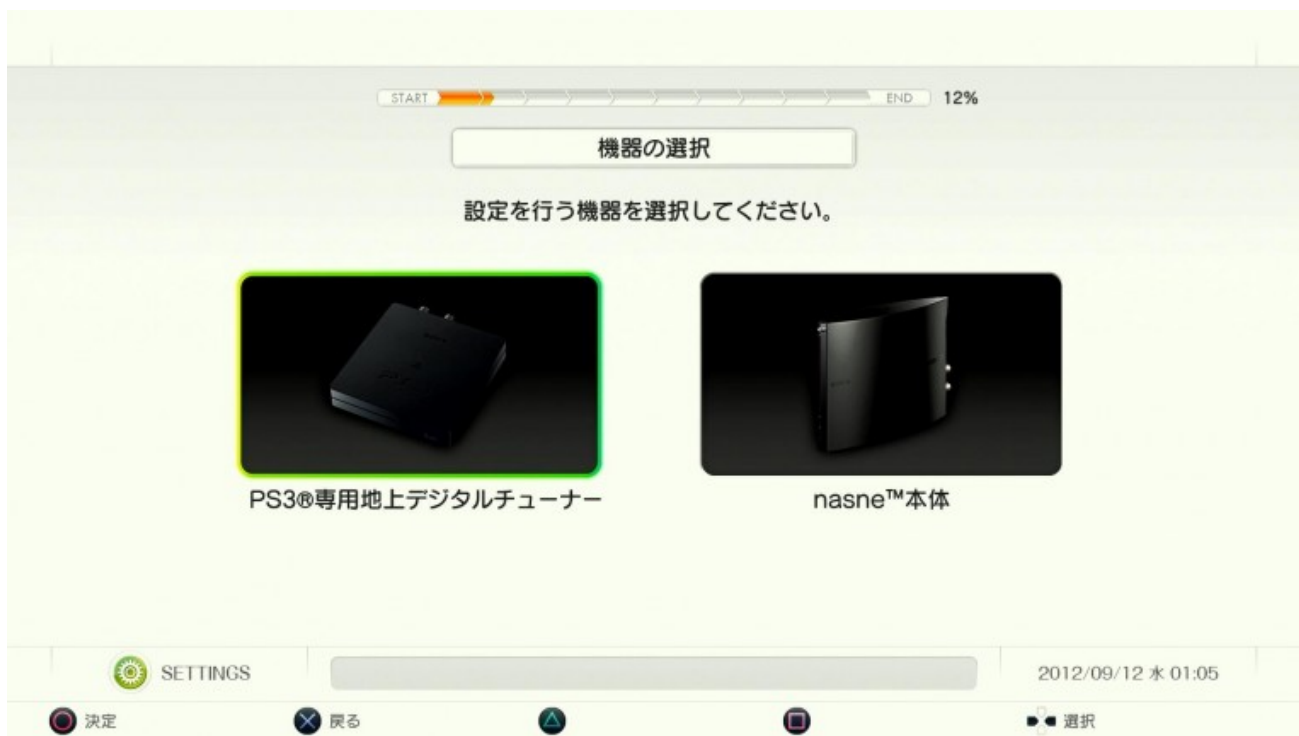 START END 12%
機器の選択
設定を行う機器を選択してください。
PS3®専用地上デジタルチューナー nasne™本体
SETTINGS 2012/09/12 水 01:05
決定 戻る 選択